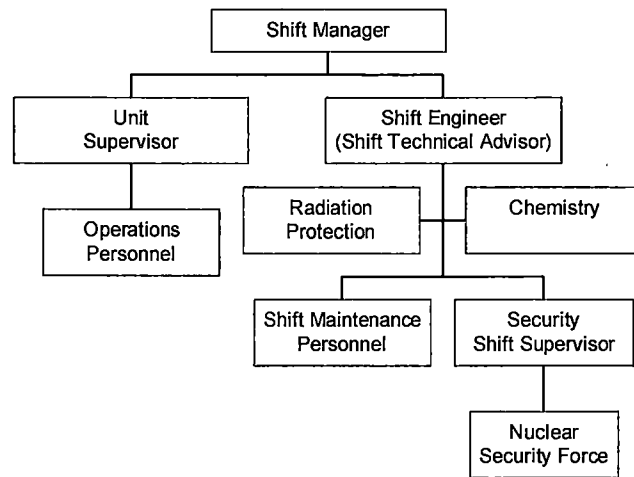 Shift Manager
Unit
Supervisor
Shift Engineer
(Shift Technical Advisor)
Operations
Personnel
Radiation
Protection
Chemistry
Shift Maintenance
Personnel
Security
Shift Supervisor
Nuclear
Security Force